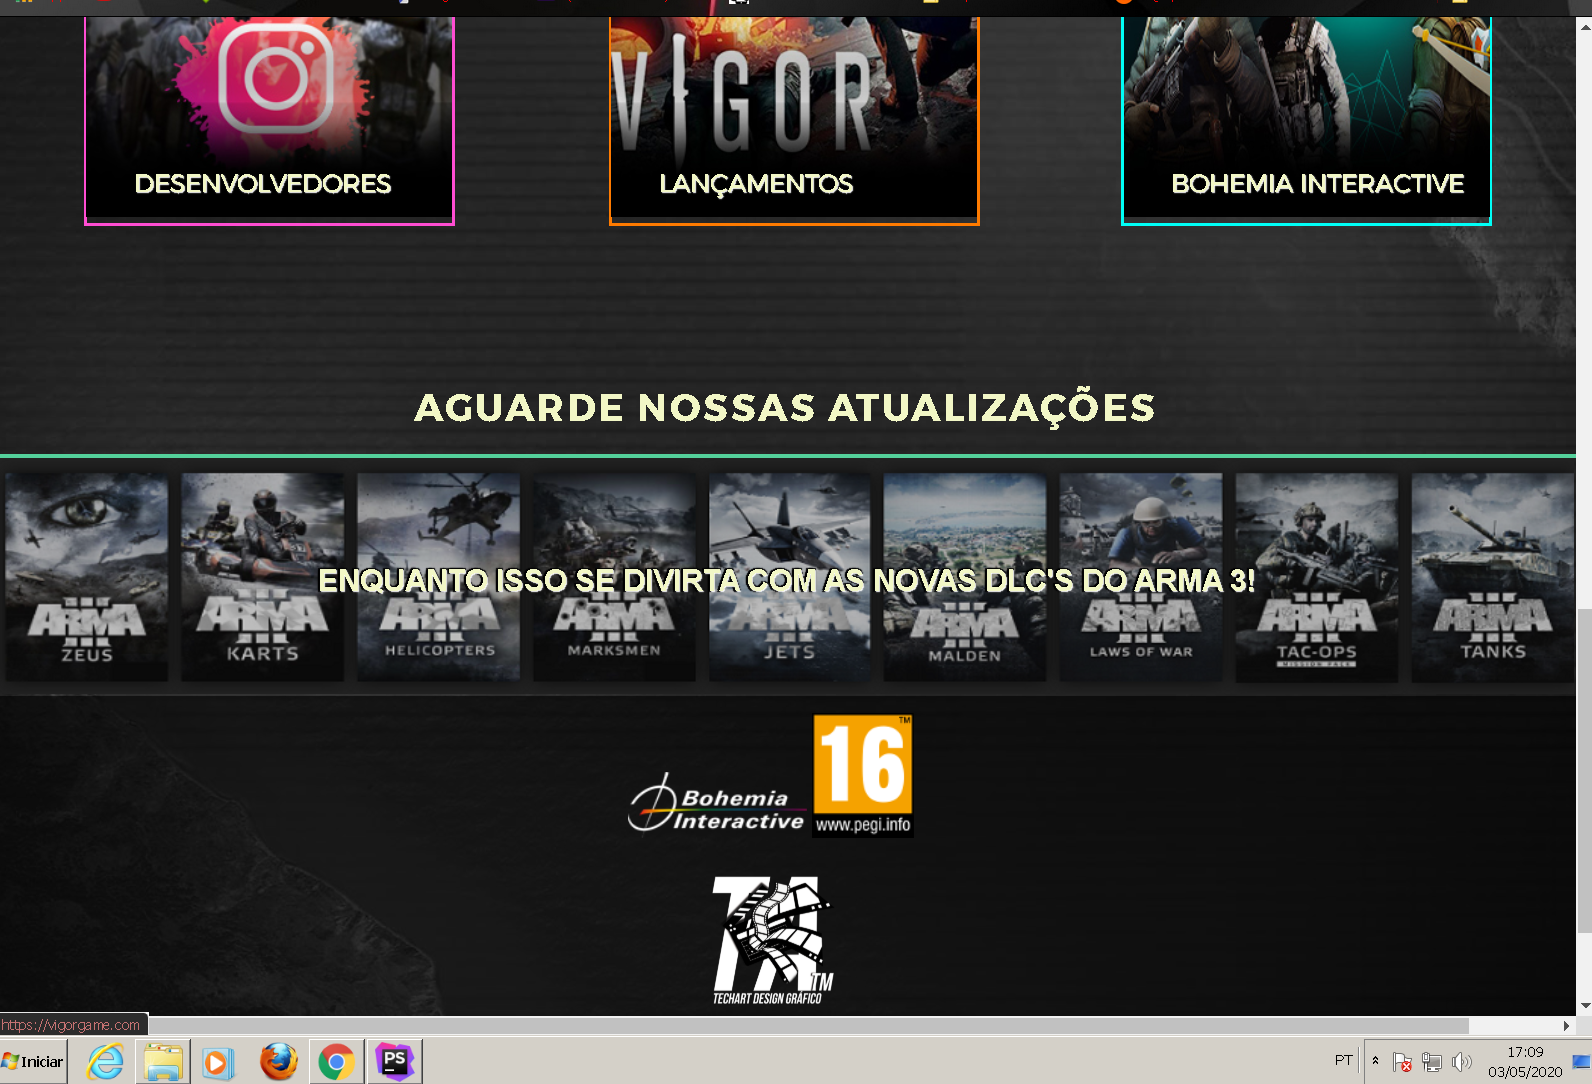 VIGOR
DESENVOLVEDORES
LANÇAMENTOS
BOHEMIA INTERACTIVE
AGUARDE NOSSAS ATUALIZAÇÕES
ENQUANTO ISSO SE DIVIRTA COM AS NOVAS DLC'S DO ARMA 3!
ARMA III ZEUS
ARMA III KARTS
ARMA III HELICOPTERS
ARMA III MARKSMEN
ARMA III JETS
ARMA III MALDEN
ARMA III LAWS OF WAR
ARMA III TAC-OPS
MISSION PACK
ARMA III TANKS
16
TM
www.pegi.info
Bohemia
Interactive
TM
TECHART DESIGN GRÁFICO
https://vigorgame.com
Iniciar
PS
PT
17:09
03/05/2020